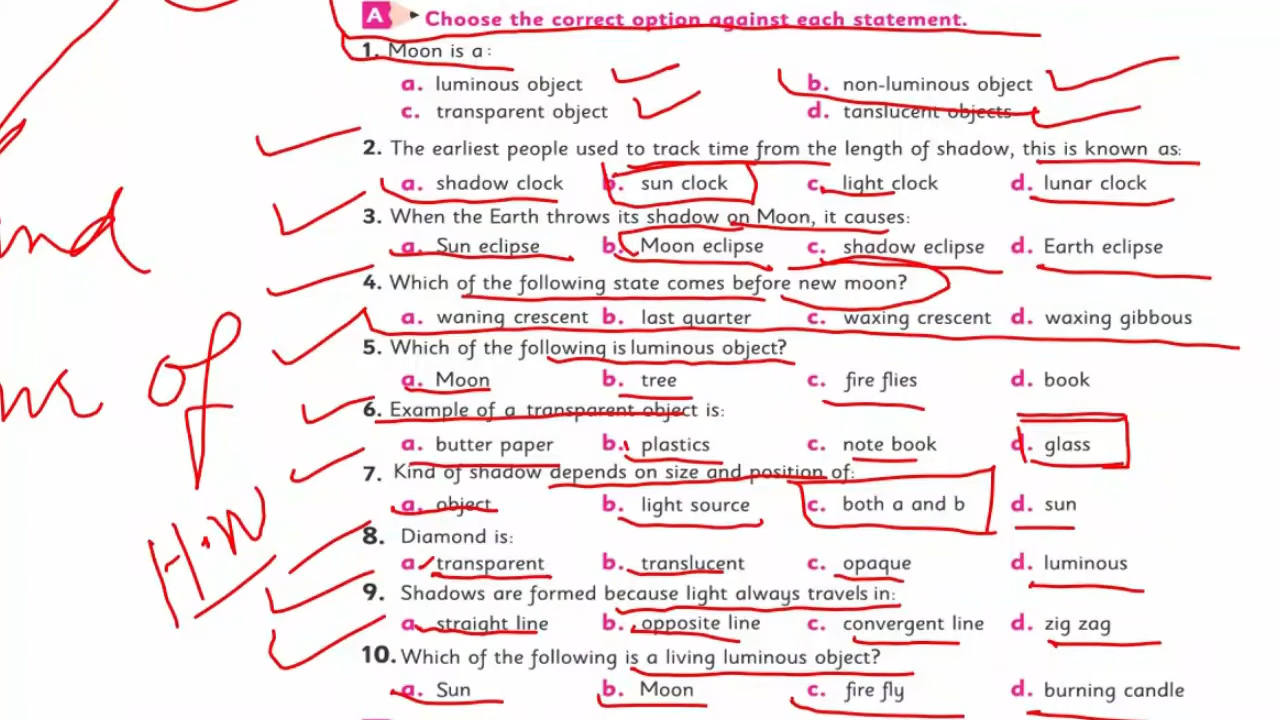 A Choose the correct option against each statement.
1. Moon is a:
a. luminous object b. non-luminous object
c. transparent object d. tanslucent objects
2. The earliest people used to track time from the length of shadow, this is known as:
a. shadow clock b. sun clock c. light clock d. lunar clock
3. When the Earth throws its shadow on Moon, it causes:
a. Sun eclipse b. Moon eclipse c. shadow eclipse d. Earth eclipse
4. Which of the following state comes before new moon?
a. waning crescent b. last quarter c. waxing crescent d. waxing gibbous
5. Which of the following is luminous object?
a. Moon b. tree c. fire flies d. book
6. Example of a transparent object is:
a. butter paper b. plastics c. note book d. glass
7. Kind of shadow depends on size and position of:
a. object b. light source c. both a and b d. sun
8. Diamond is:
a. transparent b. translucent c. opaque d. luminous
9. Shadows are formed because light always travels in:
a. straight line b. opposite line c. convergent line d. zig zag
10. Which of the following is a living luminous object?
a. Sun b. Moon c. fire fly d. burning candle
of
H.W